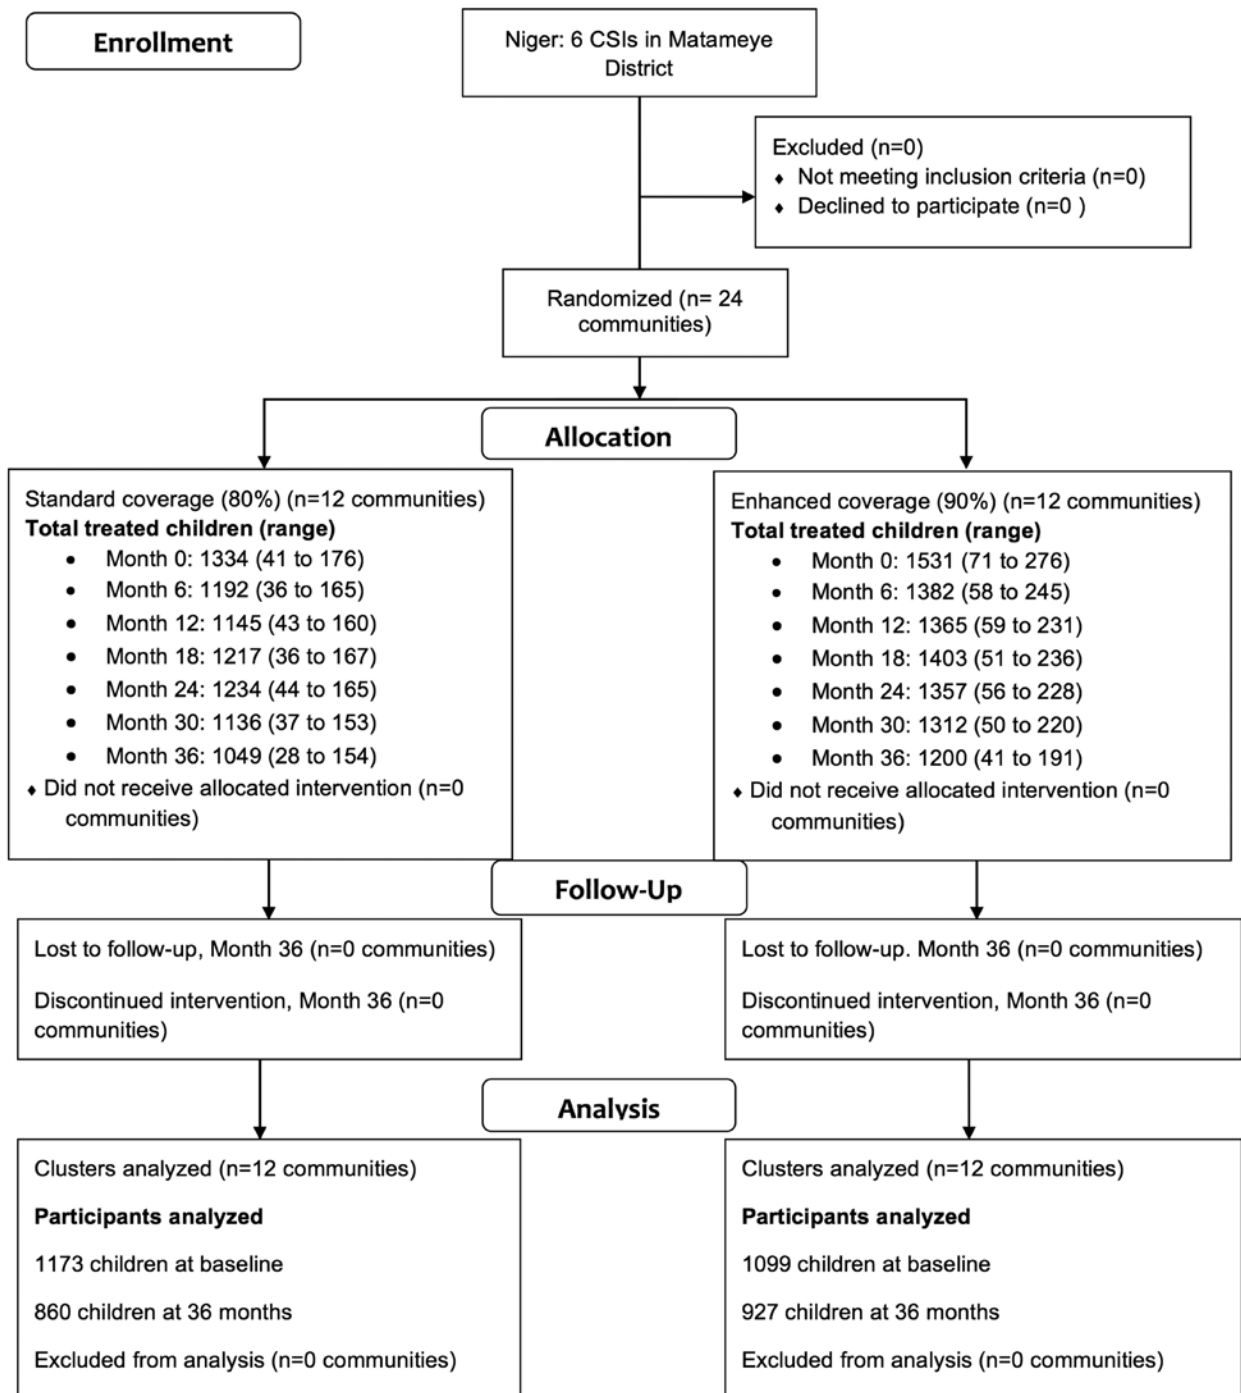 Enrollment
Niger: 6 CSIs in Matameye
District
Excluded (n=0)
♦ Not meeting inclusion criteria (n=0)
♦ Declined to participate (n=0 )
Randomized (n= 24
communities)
Allocation
Standard coverage (80%) (n=12 communities)
Total treated children (range)
• Month 0: 1334 (41 to 176)
• Month 6: 1192 (36 to 165)
• Month 12: 1145 (43 to 160)
• Month 18: 1217 (36 to 167)
• Month 24: 1234 (44 to 165)
• Month 30: 1136 (37 to 153)
• Month 36: 1049 (28 to 154)
♦ Did not receive allocated intervention (n=0
communities)
Enhanced coverage (90%) (n=12 communities)
Total treated children (range)
• Month 0: 1531 (71 to 276)
• Month 6: 1382 (58 to 245)
• Month 12: 1365 (59 to 231)
• Month 18: 1403 (51 to 236)
• Month 24: 1357 (56 to 228)
• Month 30: 1312 (50 to 220)
• Month 36: 1200 (41 to 191)
♦ Did not receive allocated intervention (n=0
communities)
Follow-Up
Lost to follow-up, Month 36 (n=0 communities)
Discontinued intervention, Month 36 (n=0
communities)
Lost to follow-up. Month 36 (n=0 communities)
Discontinued intervention, Month 36 (n=0
communities)
Analysis
Clusters analyzed (n=12 communities)
Participants analyzed
1173 children at baseline
860 children at 36 months
Excluded from analysis (n=0 communities)
Clusters analyzed (n=12 communities)
Participants analyzed
1099 children at baseline
927 children at 36 months
Excluded from analysis (n=0 communities)